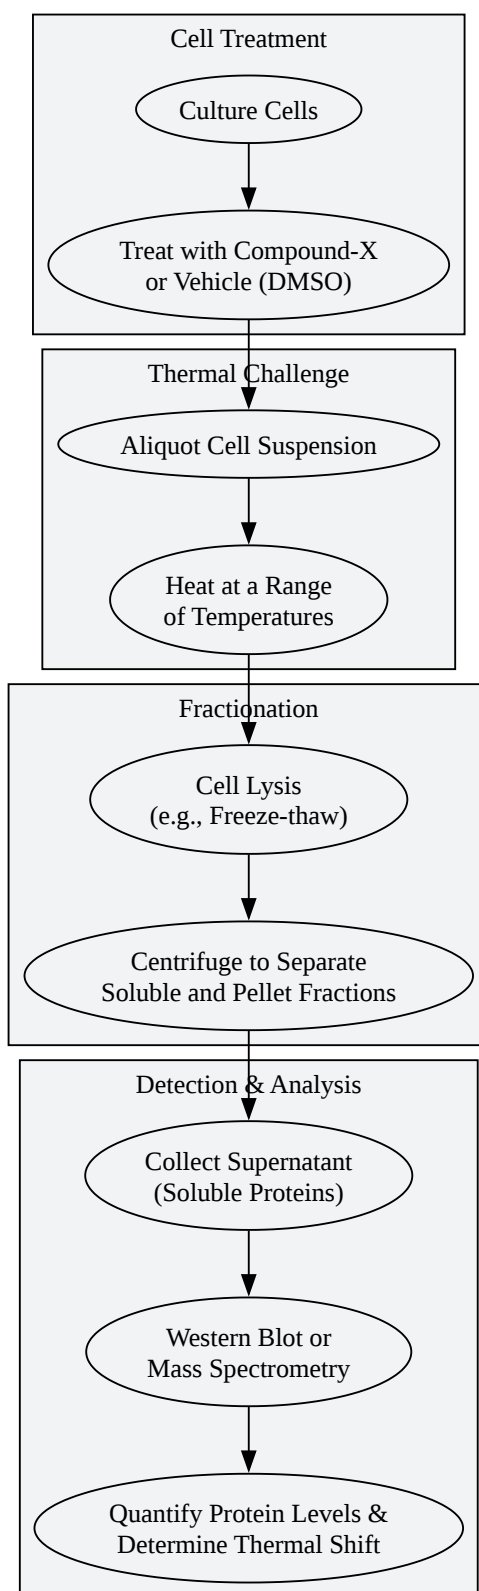 Cell Treatment
Culture Cells
Treat with Compound-X
or Vehicle (DMSO)
Thermal Challenge
Aliquot Cell Suspension
Heat at a Range
of Temperatures
Fractionation
Cell Lysis
(e.g., Freeze-thaw)
Centrifuge to Separate
Soluble and Pellet Fractions
Detection & Analysis
Collect Supernatant
(Soluble Proteins)
Western Blot or
Mass Spectrometry
Quantify Protein Levels &
Determine Thermal Shift